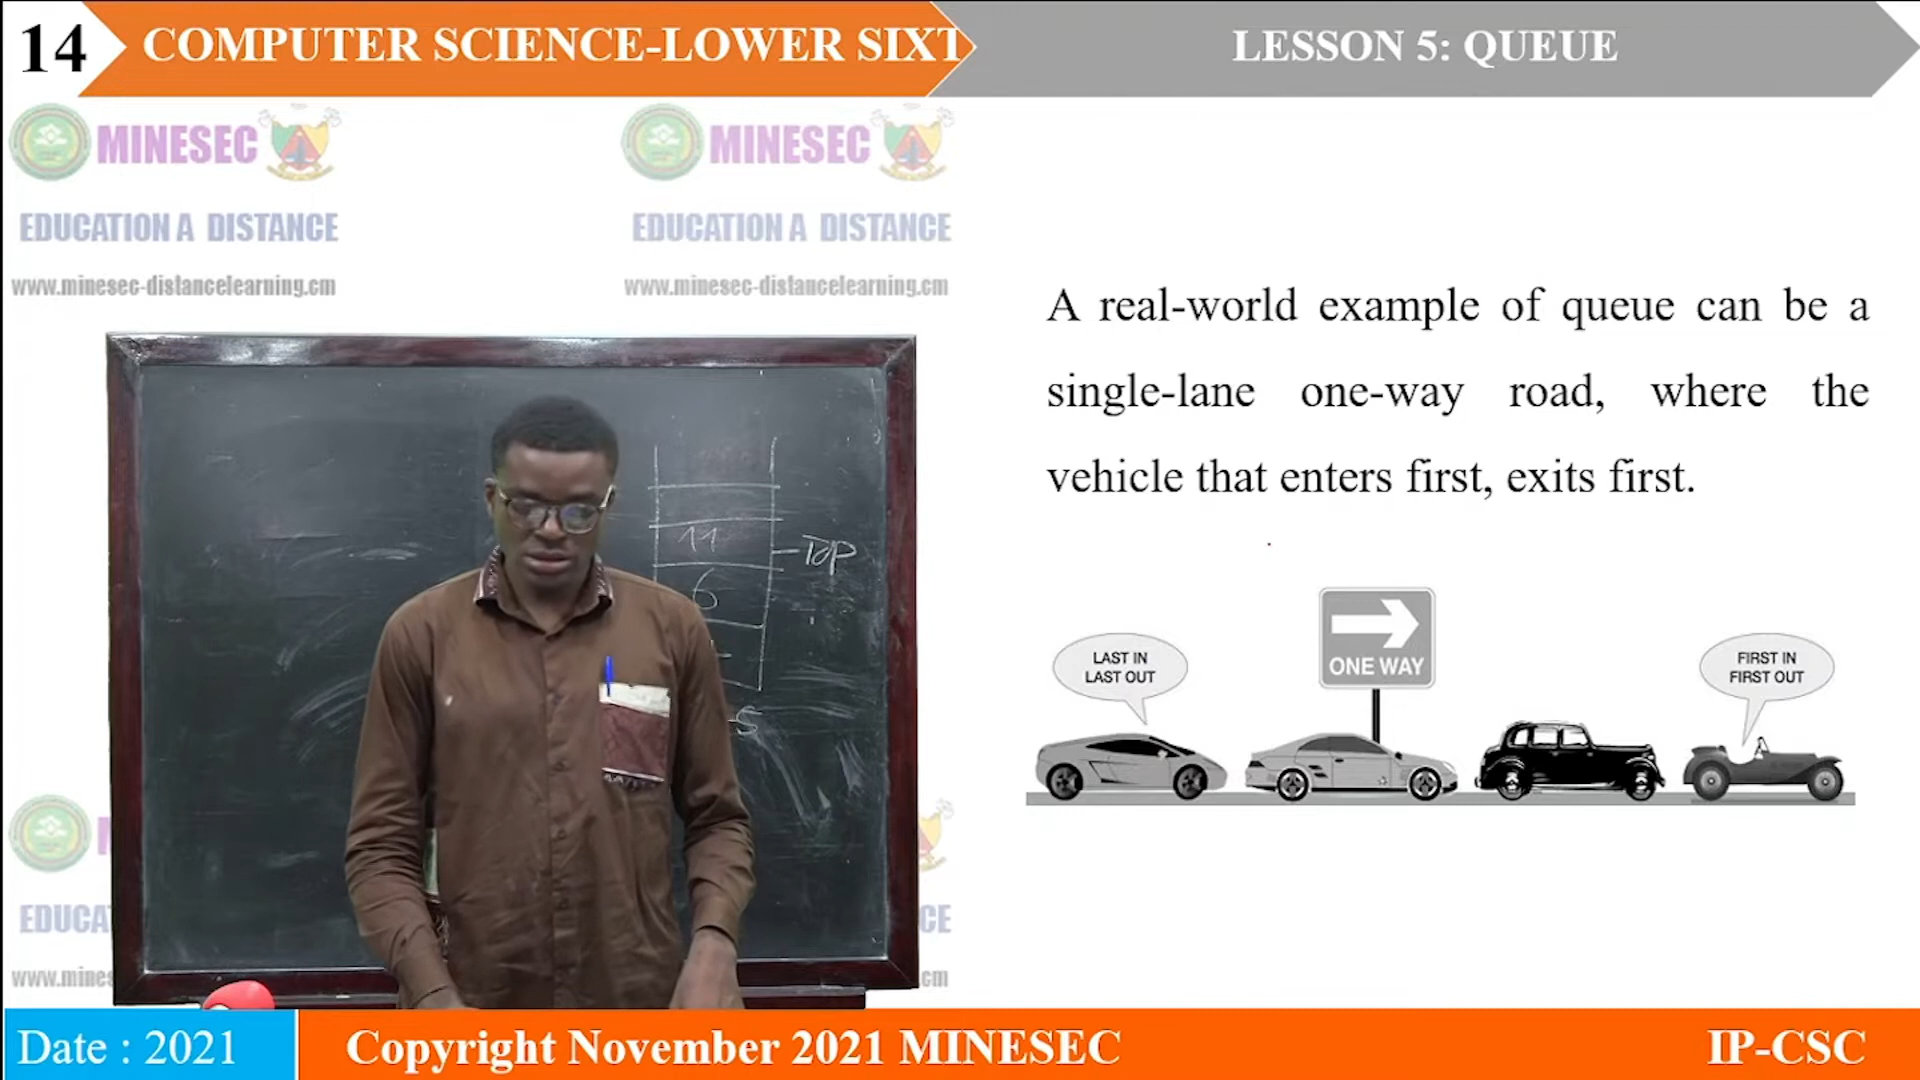 14
COMPUTER SCIENCE-LOWER SIXT
LESSON 5: QUEUE
MINESEC
EDUCATION A DISTANCE
www.minesec-distancelearning.cm
MINESEC
EDUCATION A DISTANCE
www.minesec-distancelearning.cm
A real-world example of queue can be a
single-lane one-way road, where the
vehicle that enters first, exits first.
11
Top
6
5
LAST IN
LAST OUT
ONE WAY
FIRST IN
FIRST OUT
Date : 2021
Copyright November 2021 MINESEC
IP-CSC